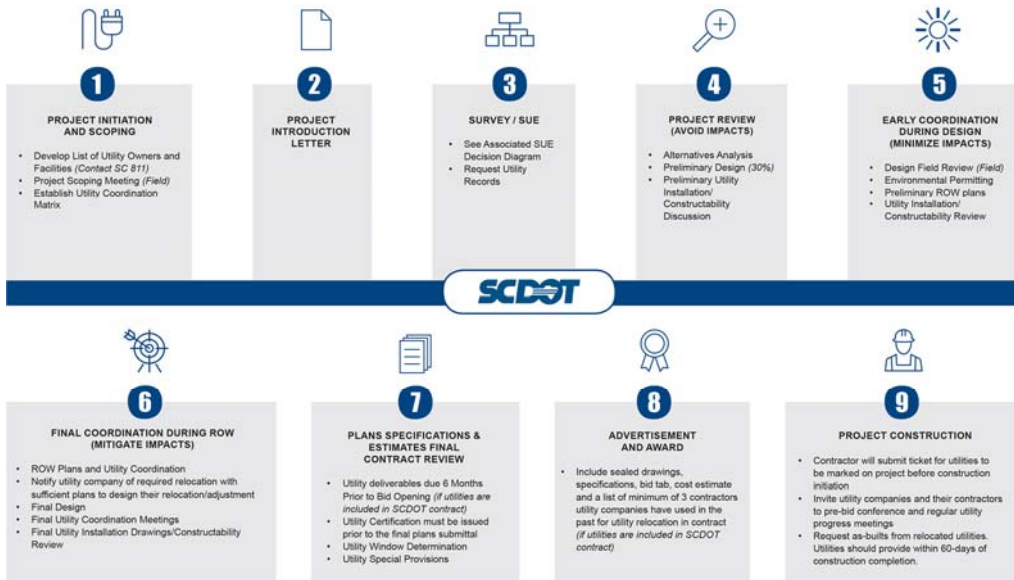 1
PROJECT INITIATION
AND SCOPING
• Develop List of Utility Owners and
Facilities (Contact SC 811)
• Project Scoping Meeting (Field)
• Establish Utility Coordination
Matrix
2
PROJECT
INTRODUCTION
LETTER
3
SURVEY / SUE
• See Associated SUE
Decision Diagram
• Request Utility
Records
4
PROJECT REVIEW
(AVOID IMPACTS)
• Alternatives Analysis
• Preliminary Design (30%)
• Preliminary Utility
Installation/
Constructability
Discussion
5
EARLY COORDINATION
DURING DESIGN
(MINIMIZE IMPACTS)
• Design Field Review (Field)
• Environmental Permitting
• Preliminary ROW plans
• Utility Installation/
Constructability Review
SCDOT
6
FINAL COORDINATION DURING ROW
(MITIGATE IMPACTS)
• ROW Plans and Utility Coordination
• Notify utility company of required relocation with
sufficient plans to design their relocation/adjustment
• Final Design
• Final Utility Coordination Meetings
• Final Utility Installation Drawings/Constructability
Review
7
PLANS SPECIFICATIONS &
ESTIMATES FINAL
CONTRACT REVIEW
• Utility deliverables due 6 Months
Prior to Bid Opening (if utilities are
included in SCDOT contract)
• Utility Certification must be issued
prior to the final plans submittal
• Utility Window Determination
• Utility Special Provisions
8
ADVERTISEMENT
AND AWARD
• Include sealed drawings,
specifications, bid tab, cost estimate
and a list of minimum of 3 contractors
utility companies have used in the
past for utility relocation in contract
(if utilities are included in SCDOT
contract)
9
PROJECT CONSTRUCTION
• Contractor will submit ticket for utilities to
be marked on project before construction
initiation
• Invite utility companies and their contractors
to pre-bid conference and regular utility
progress meetings
• Request as-builts from relocated utilities.
Utilities should provide within 60-days of
construction completion.